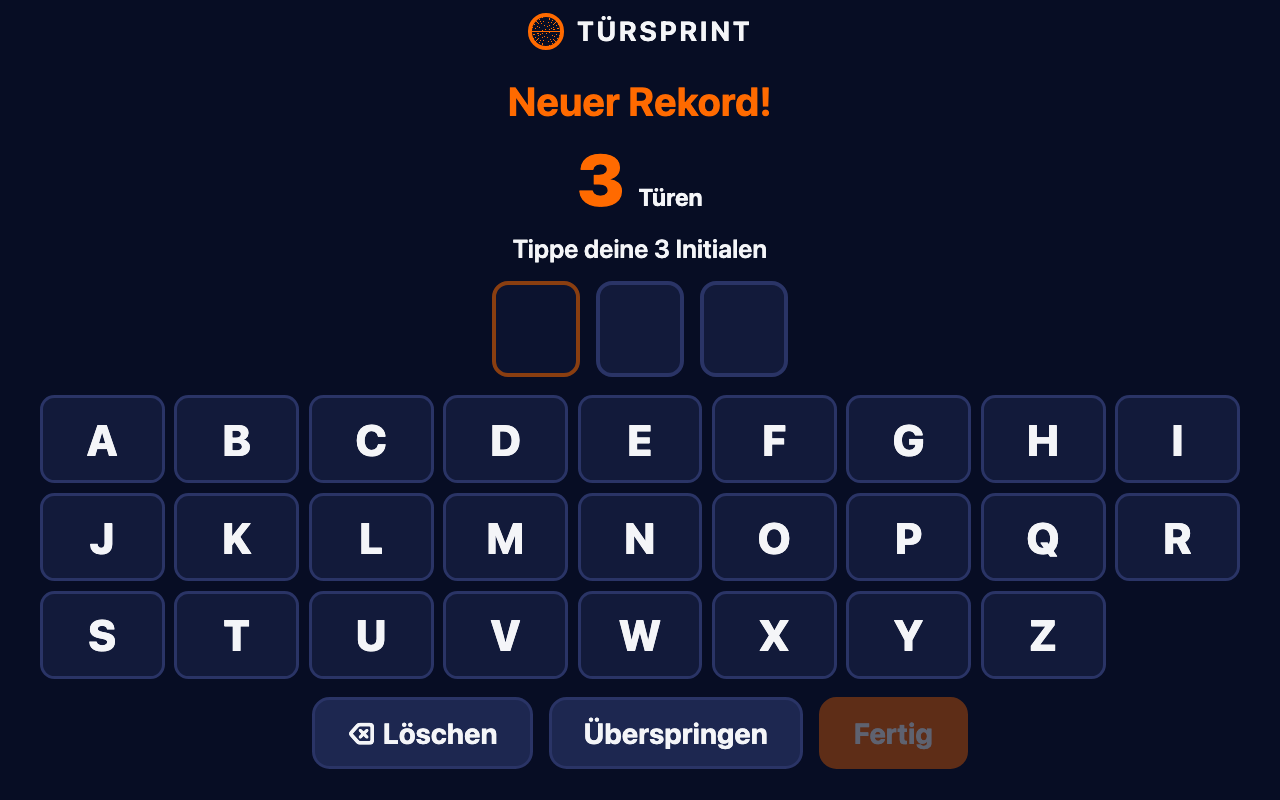 TÜRSPRINT
Neuer Rekord!
3 Türen
Tippe deine 3 Initialen
A B C D E F G H I
J K L M N O P Q R
S T U V W X Y Z
Löschen Überspringen Fertig